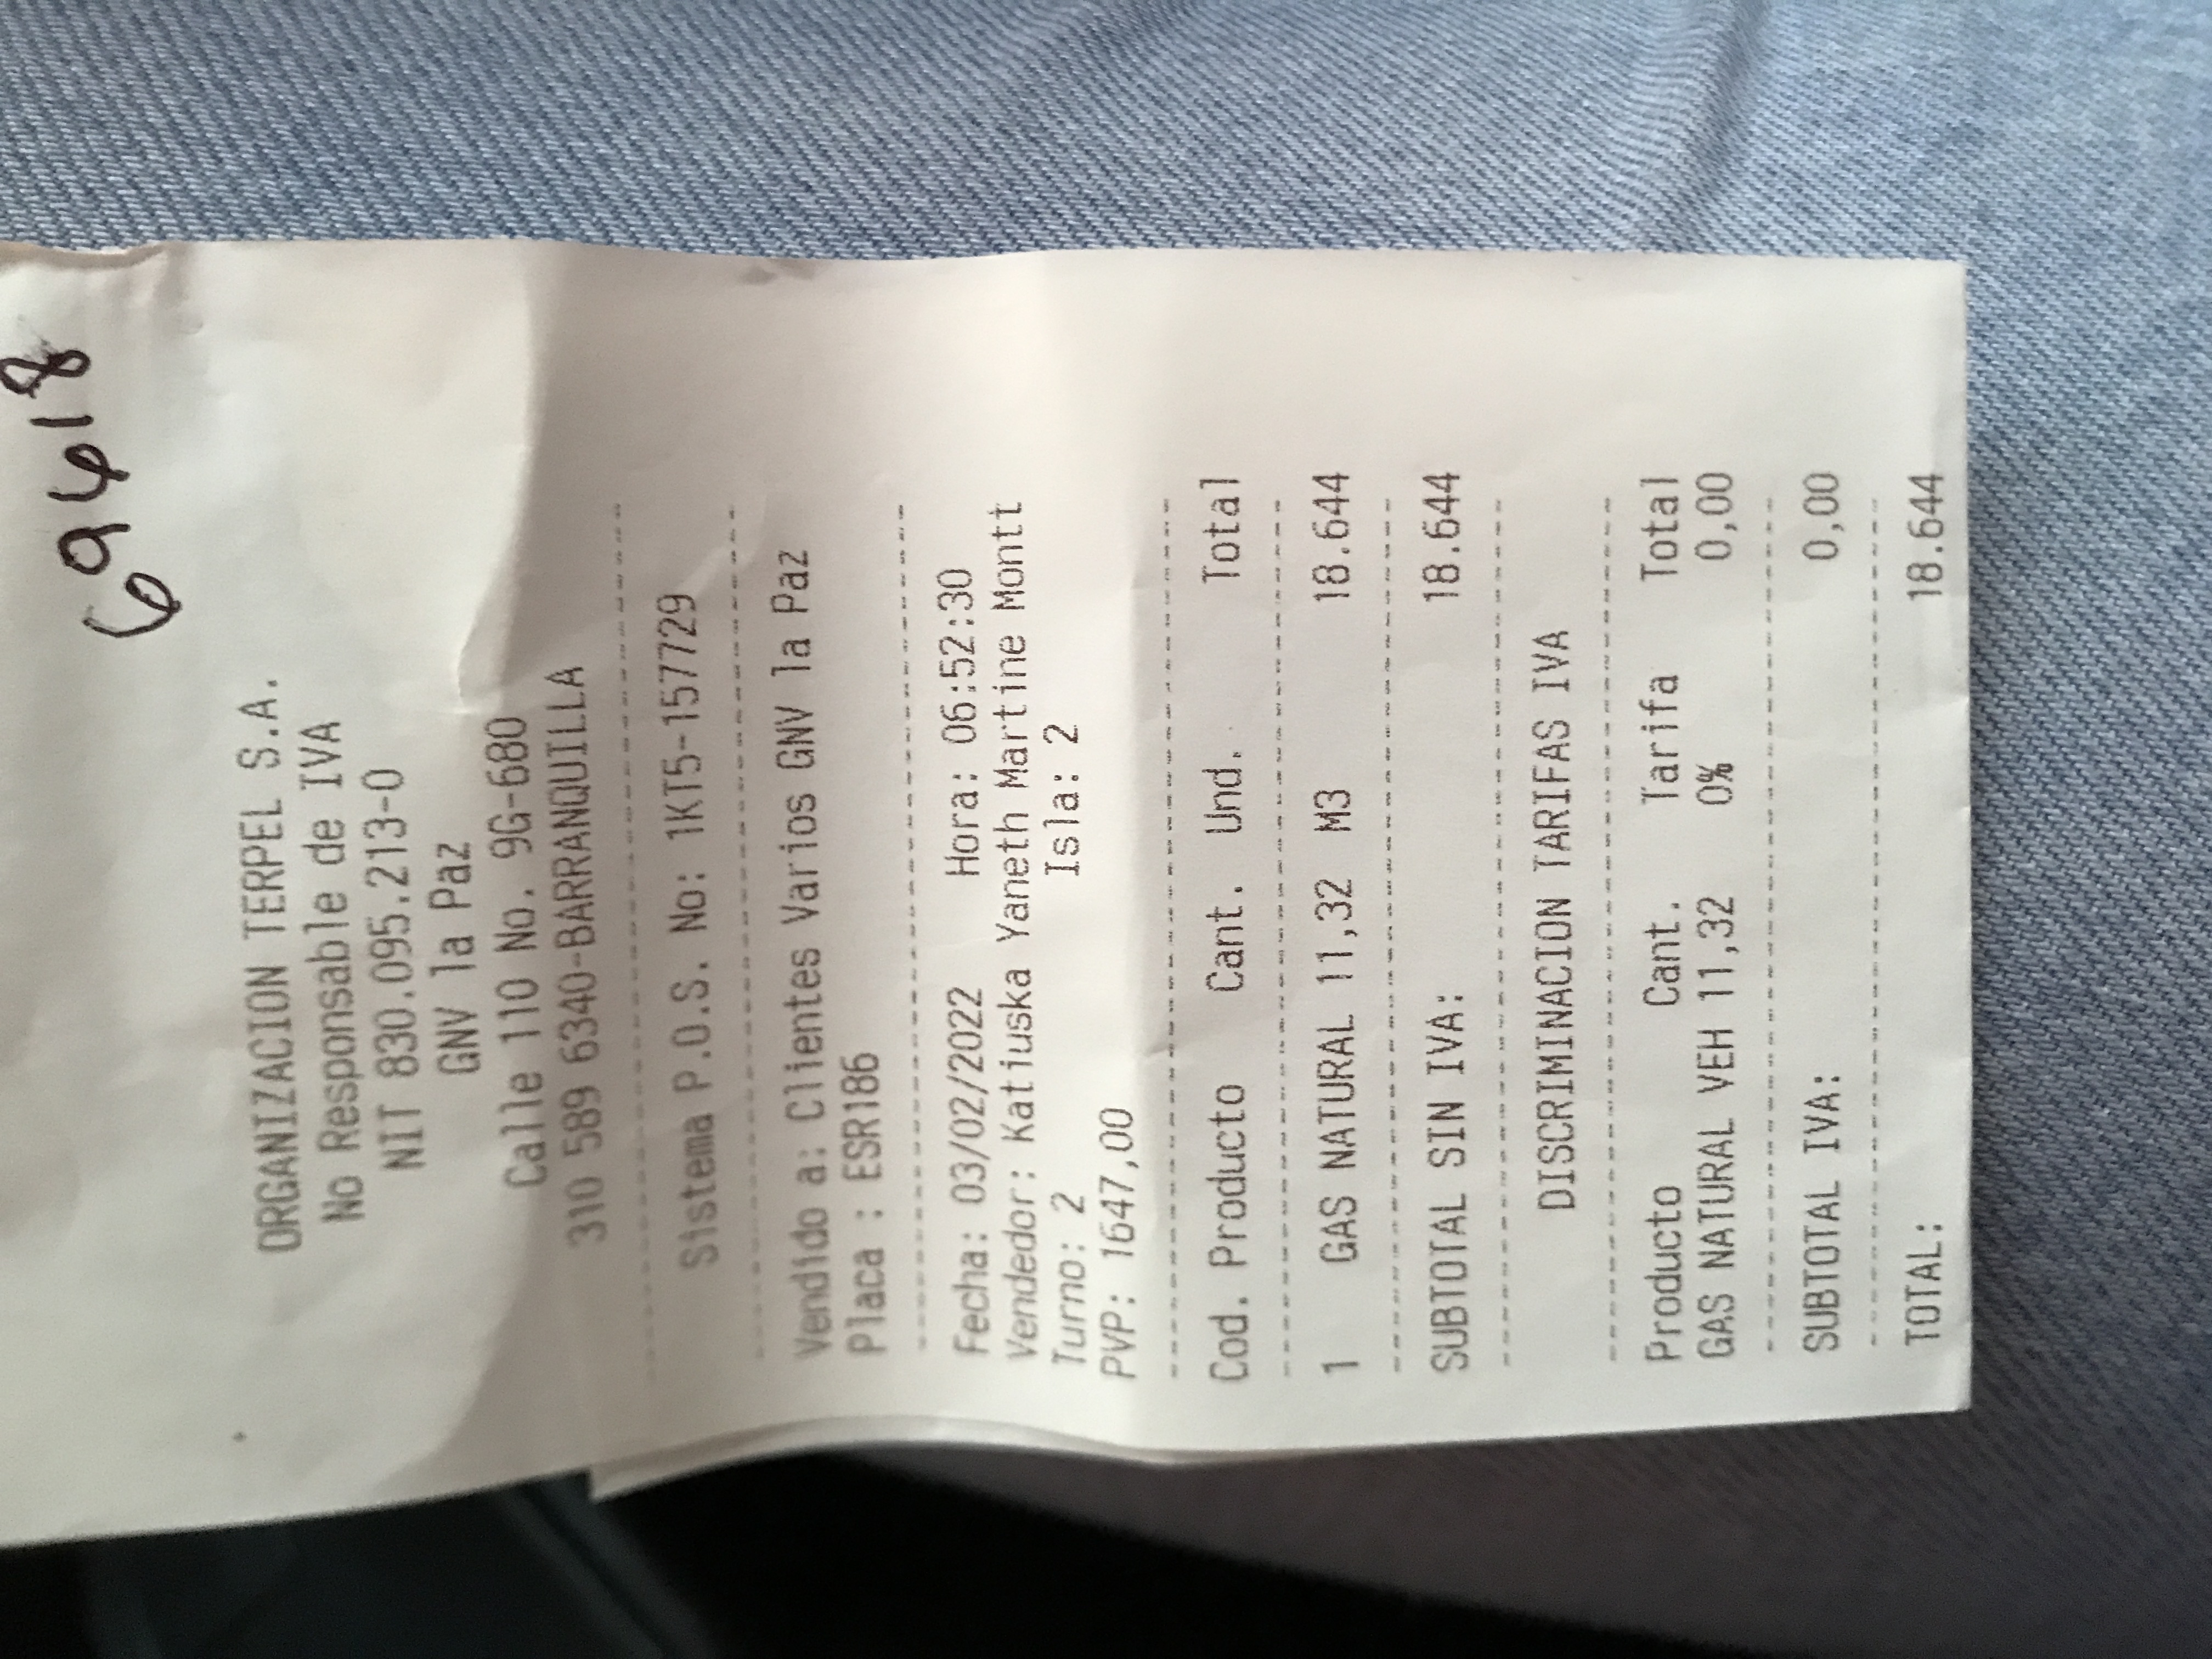 69418
ORGANIZACION TERPEL S.A.
No Responsable de IVA
NIT 830.095.213-0
GNV la Paz
Calle 110 No. 9G-680
310 589 6340-BARRANQUILLA
Sistema P.O.S. No: 1KT5-157729
Vendido a: Clientes Varios GNV la Paz
Placa : ESR186
Fecha: 03/02/2022 Hora: 06:52:30
Vendedor: Katiuska Yaneth Martine Mont
Turno: 2 Isla: 2
PVP: 1647,00
Cod. Producto Cant. Und. Total
1 GAS NATURAL 11,32 M3 18.644
SUBTOTAL SIN IVA: 18.644
DISCRIMINACION TARIFAS IVA
Producto Cant. Tarifa Total
GAS NATURAL VEH 11,32 0% 0,00
SUBTOTAL IVA: 0,00
TOTAL: 18.644